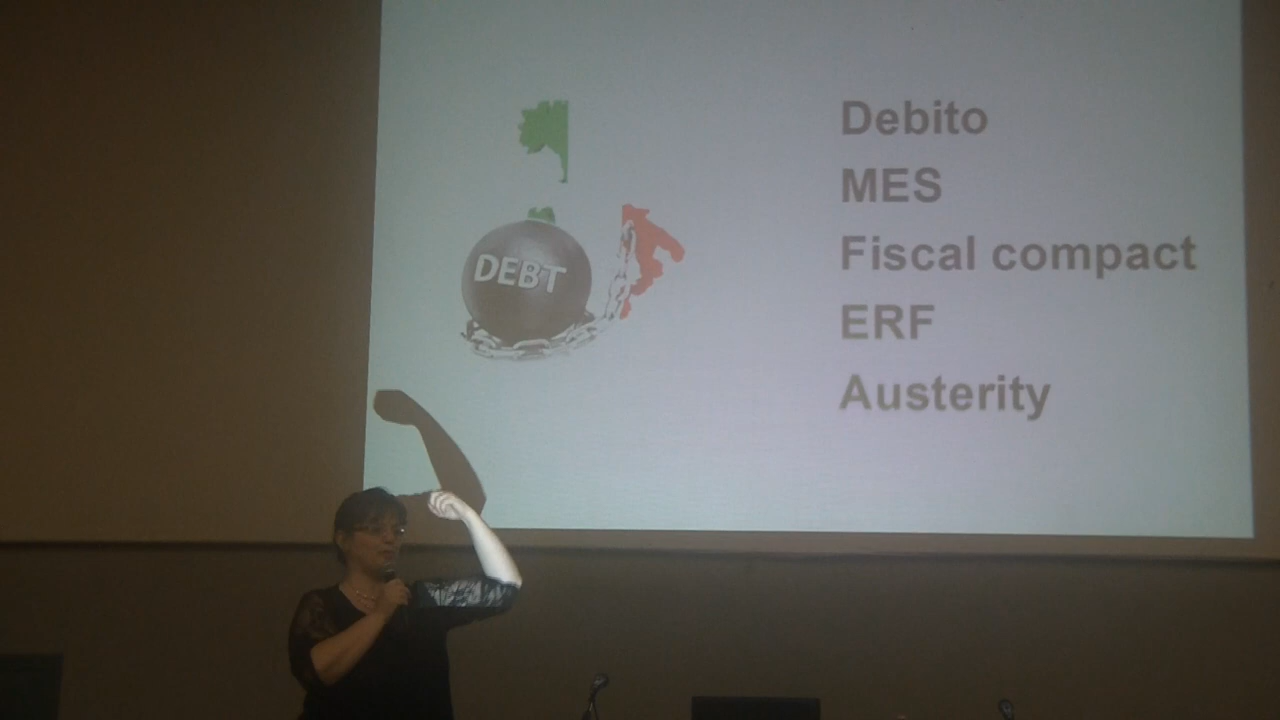 DEBT
Debito
MES
Fiscal compact
ERF
Austerity